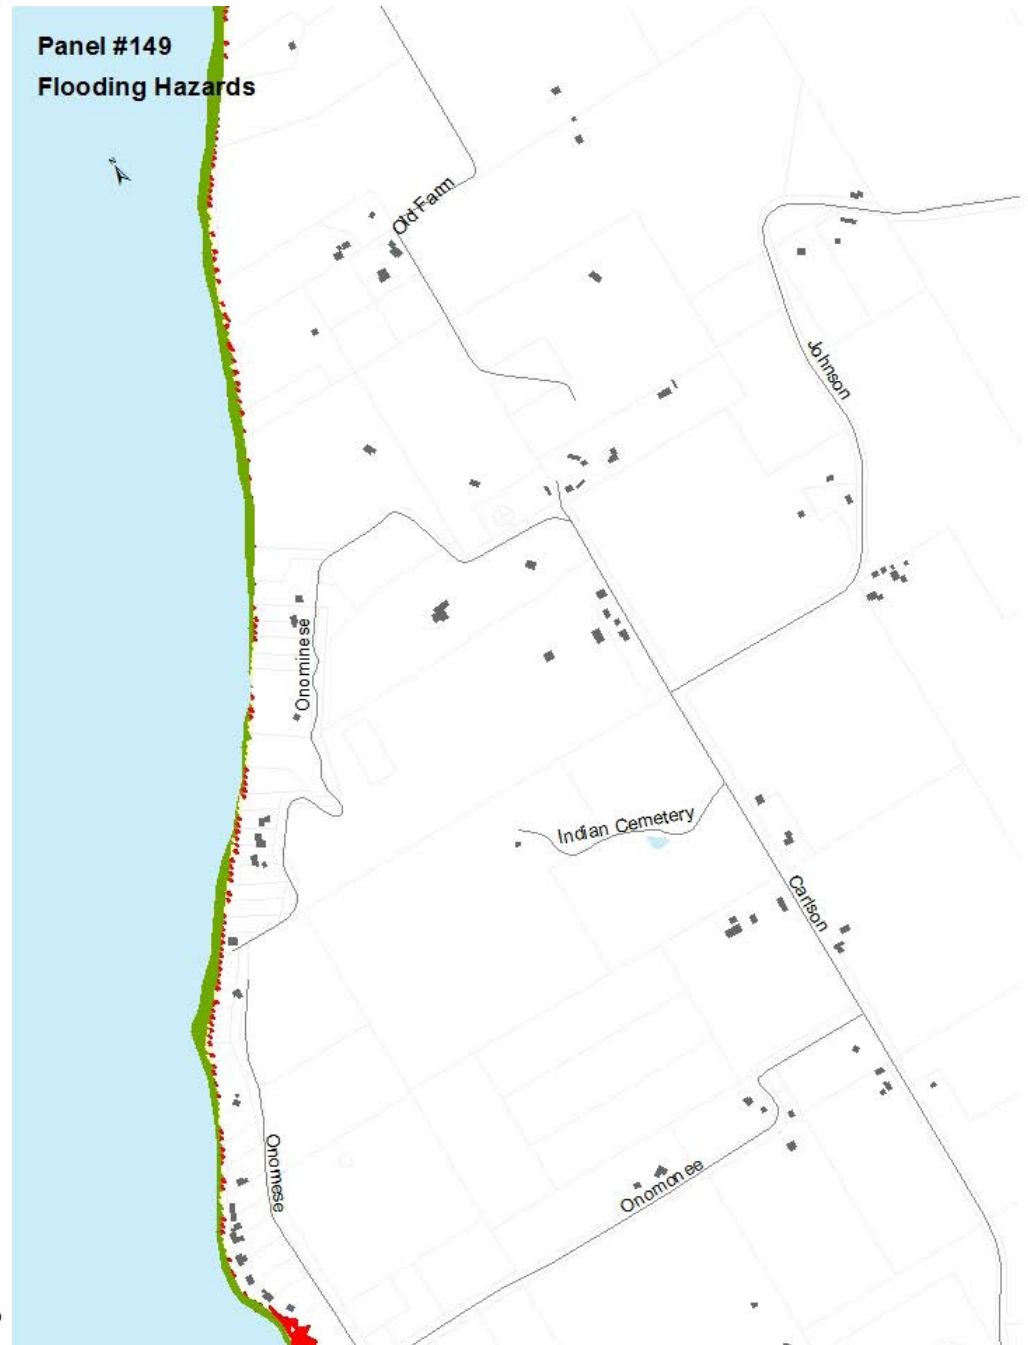 Panel #149
Flooding Hazards
N
Old Farm
Johnson
Onominese
Indian Cemetery
Carlson
Onomese
Onomonee